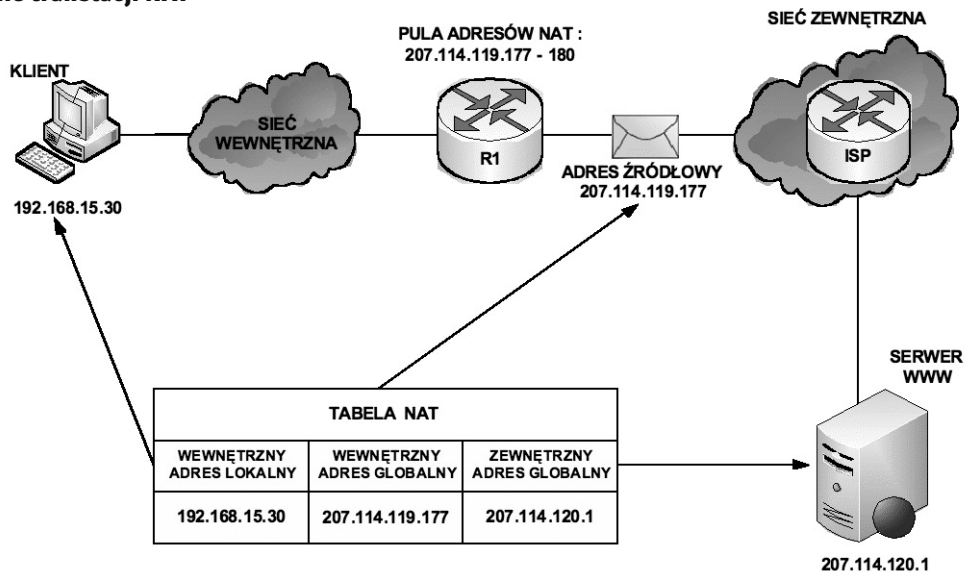 SIEĆ ZEWNĘTRZNA
PULA ADRESÓW NAT :
207.114.119.177 - 180
KLIENT
SIEĆ
WEWNĘTRZNA
R1
ISP
ADRES ŹRÓDŁOWY
207.114.119.177
192.168.15.30
SERWER
WWW
TABELA NAT
WEWNĘTRZNY
ADRES LOKALNY
WEWNĘTRZNY
ADRES GLOBALNY
ZEWNĘTRZNY
ADRES GLOBALNY
192.168.15.30
207.114.119.177
207.114.120.1
207.114.120.1